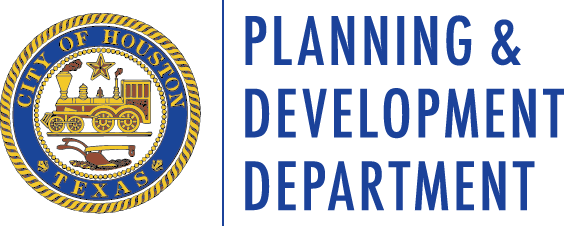 CITY OF HOUSTON
TEXAS
PLANNING &
DEVELOPMENT
DEPARTMENT